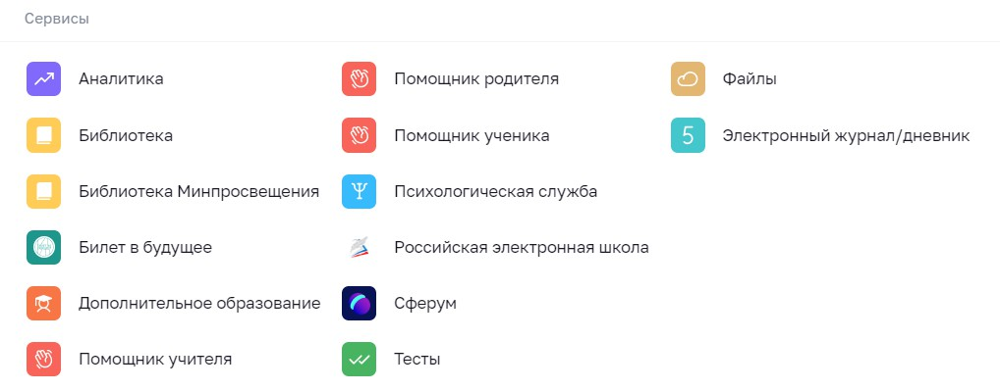 Сервисы
Аналитика
Библиотека
Библиотека Минпросвещения
Билет в будущее
Дополнительное образование
Помощник учителя
Помощник родителя
Помощник ученика
Психологическая служба
Российская электронная школа
Сферум
Тесты
Файлы
5
Электронный журнал/дневник